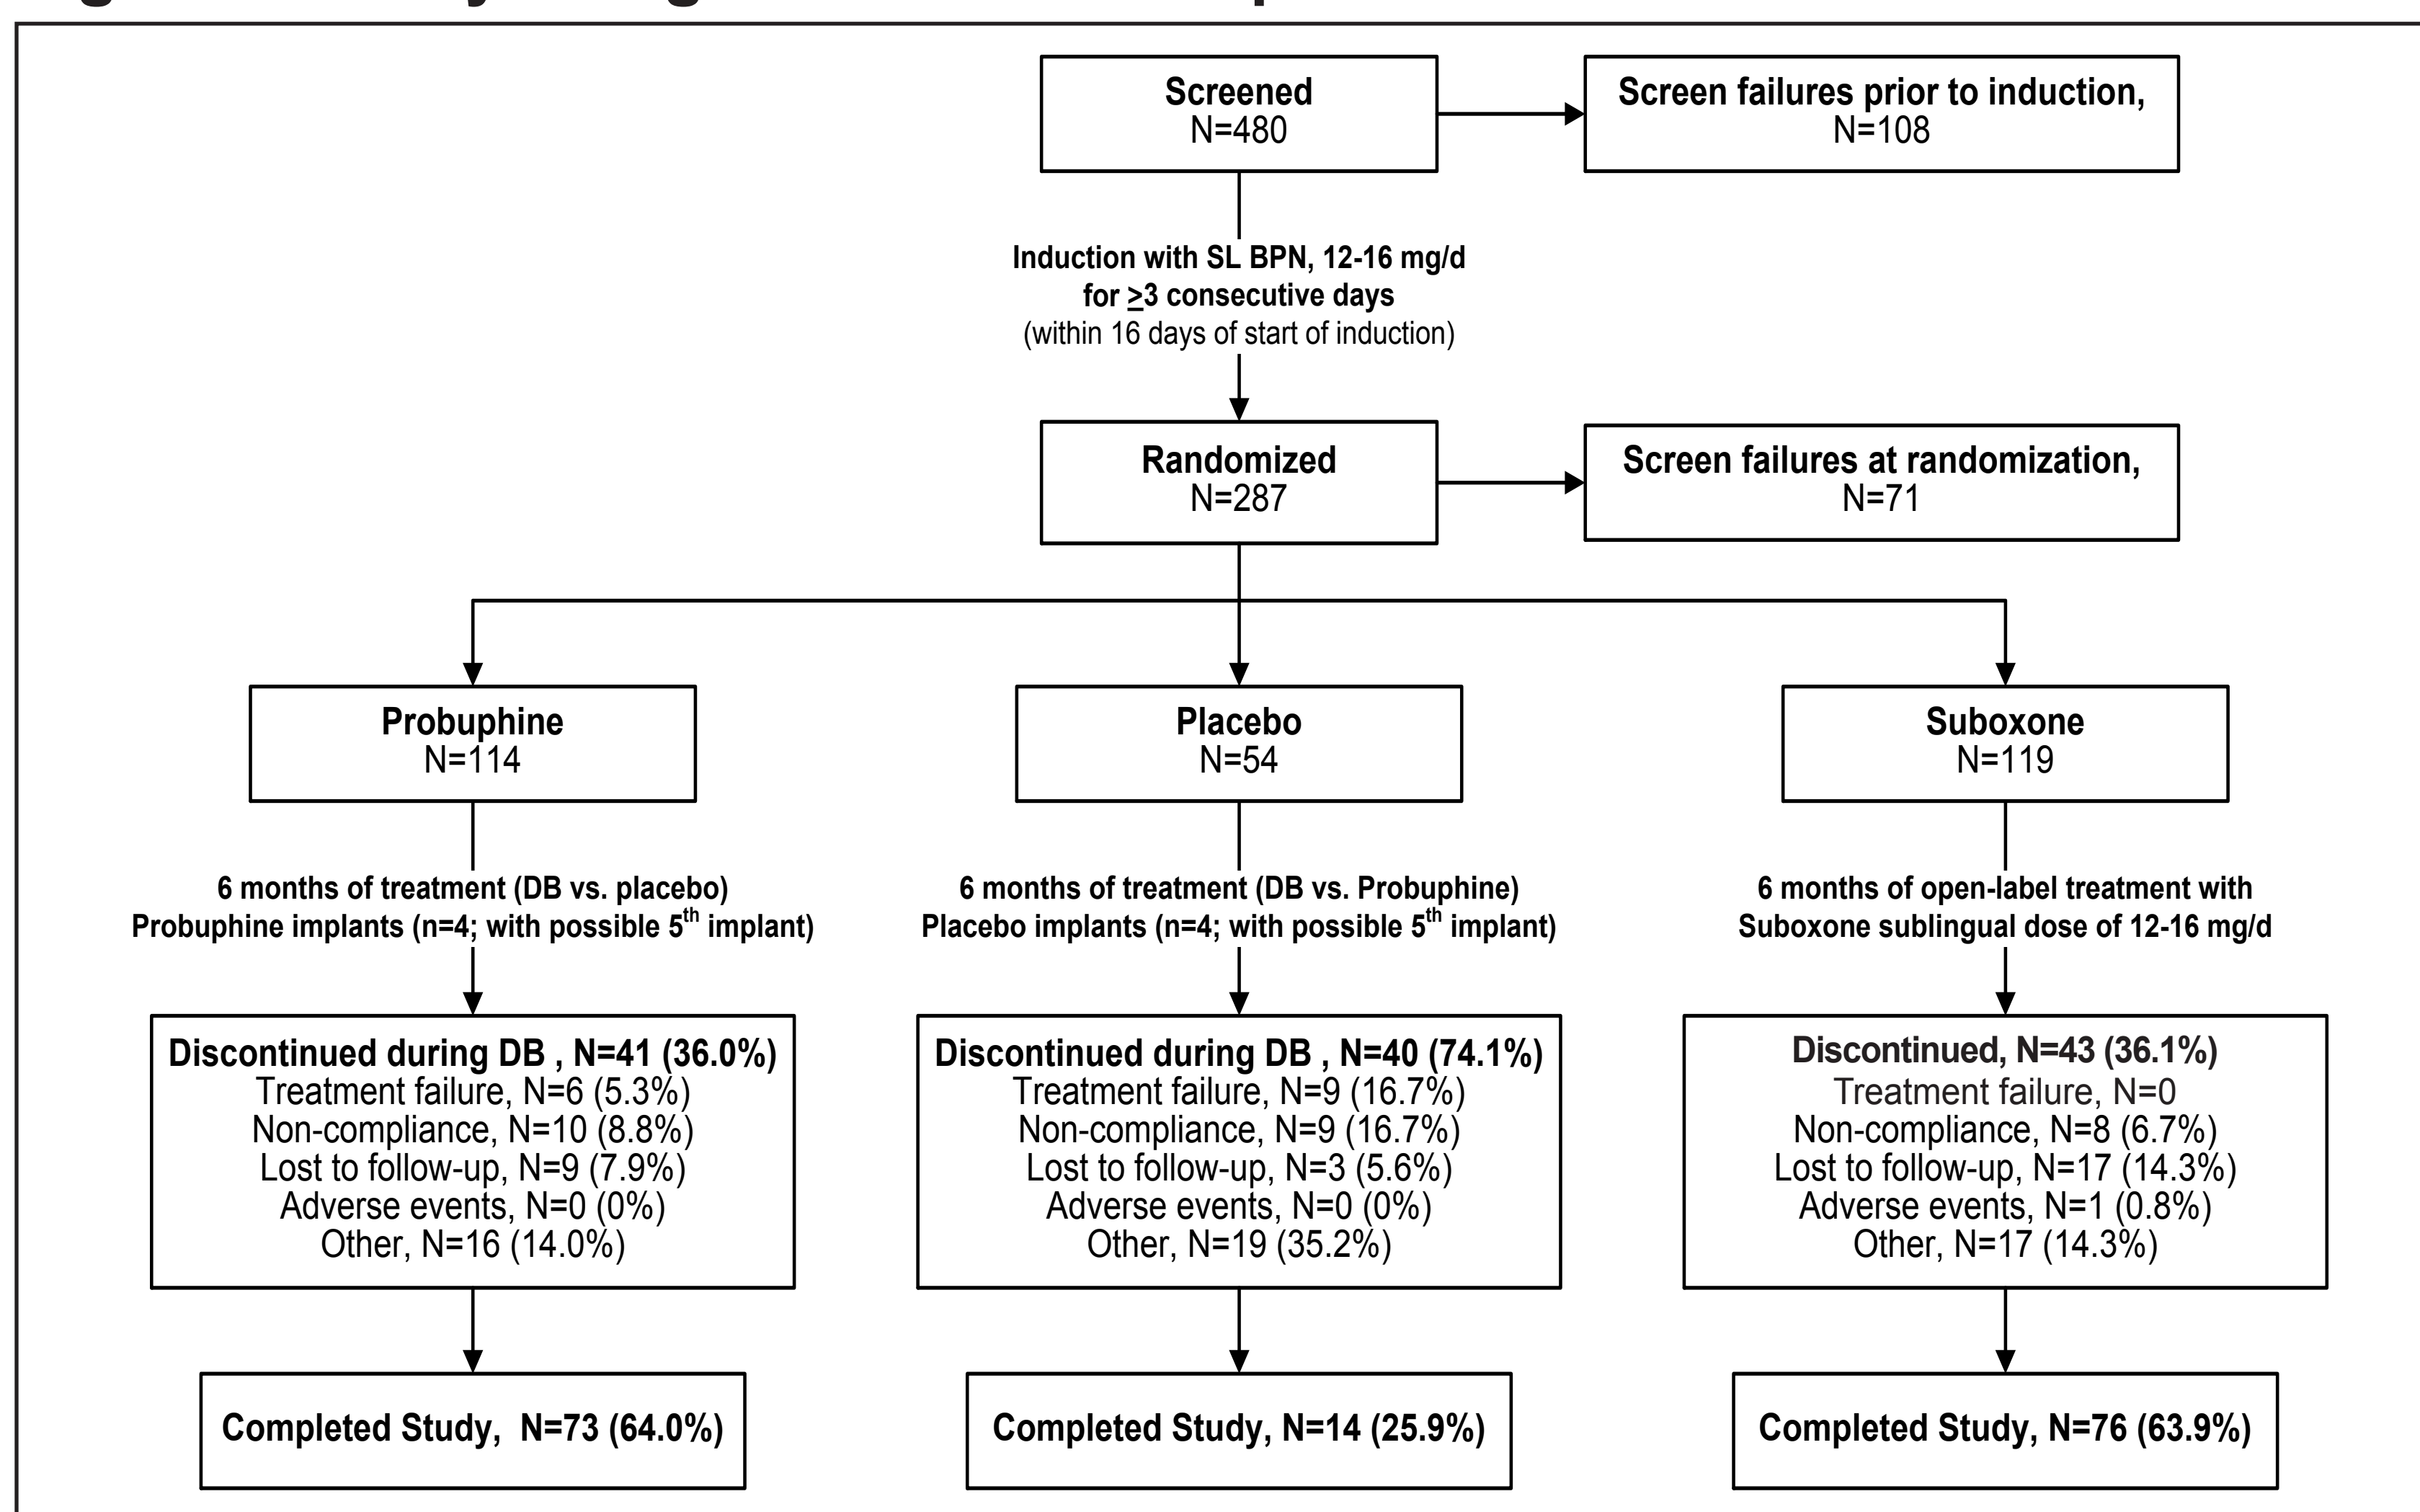 Screened
N=480
Screen failures prior to induction,
N=108
Induction with SL BPN, 12-16 mg/d
for ≥3 consecutive days
(within 16 days of start of induction)
Randomized
N=287
Screen failures at randomization,
N=71
Probuphine
N=114
Placebo
N=54
Suboxone
N=119
6 months of treatment (DB vs. placebo)
Probuphine implants (n=4; with possible 5th implant)
6 months of treatment (DB vs. Probuphine)
Placebo implants (n=4; with possible 5th implant)
6 months of open-label treatment with
Suboxone sublingual dose of 12-16 mg/d
Discontinued during DB , N=41 (36.0%)
Treatment failure, N=6 (5.3%)
Non-compliance, N=10 (8.8%)
Lost to follow-up, N=9 (7.9%)
Adverse events, N=0 (0%)
Other, N=16 (14.0%)
Discontinued during DB , N=40 (74.1%)
Treatment failure, N=9 (16.7%)
Non-compliance, N=9 (16.7%)
Lost to follow-up, N=3 (5.6%)
Adverse events, N=0 (0%)
Other, N=19 (35.2%)
Discontinued, N=43 (36.1%)
Treatment failure, N=0
Non-compliance, N=8 (6.7%)
Lost to follow-up, N=17 (14.3%)
Adverse events, N=1 (0.8%)
Other, N=17 (14.3%)
Completed Study, N=73 (64.0%)
Completed Study, N=14 (25.9%)
Completed Study, N=76 (63.9%)